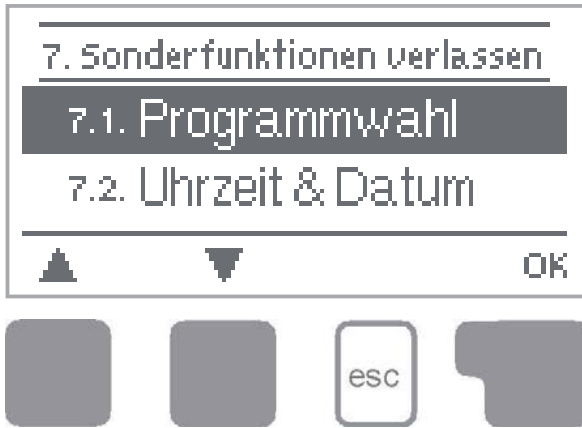 7. Sonderfunktionen verlassen
7.1. Programmwahl
7.2. Uhrzeit & Datum
OK
esc